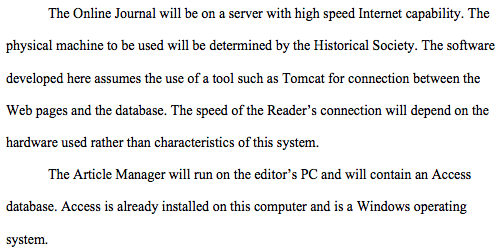 The Online Journal will be on a server with high speed Internet capability. The
physical machine to be used will be determined by the Historical Society. The software
developed here assumes the use of a tool such as Tomcat for connection between the
Web pages and the database. The speed of the Reader's connection will depend on the
hardware used rather than characteristics of this system.
The Article Manager will run on the editor's PC and will contain an Access
database. Access is already installed on this computer and is a Windows operating
system.